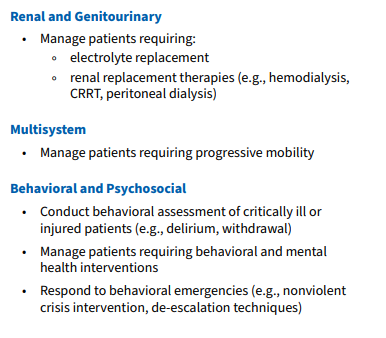 Renal and Genitourinary
• Manage patients requiring:
◦ electrolyte replacement
◦ renal replacement therapies (e.g., hemodialysis,
CRRT, peritoneal dialysis)
Multisystem
• Manage patients requiring progressive mobility
Behavioral and Psychosocial
• Conduct behavioral assessment of critically ill or
injured patients (e.g., delirium, withdrawal)
• Manage patients requiring behavioral and mental
health interventions
• Respond to behavioral emergencies (e.g., nonviolent
crisis intervention, de-escalation techniques)